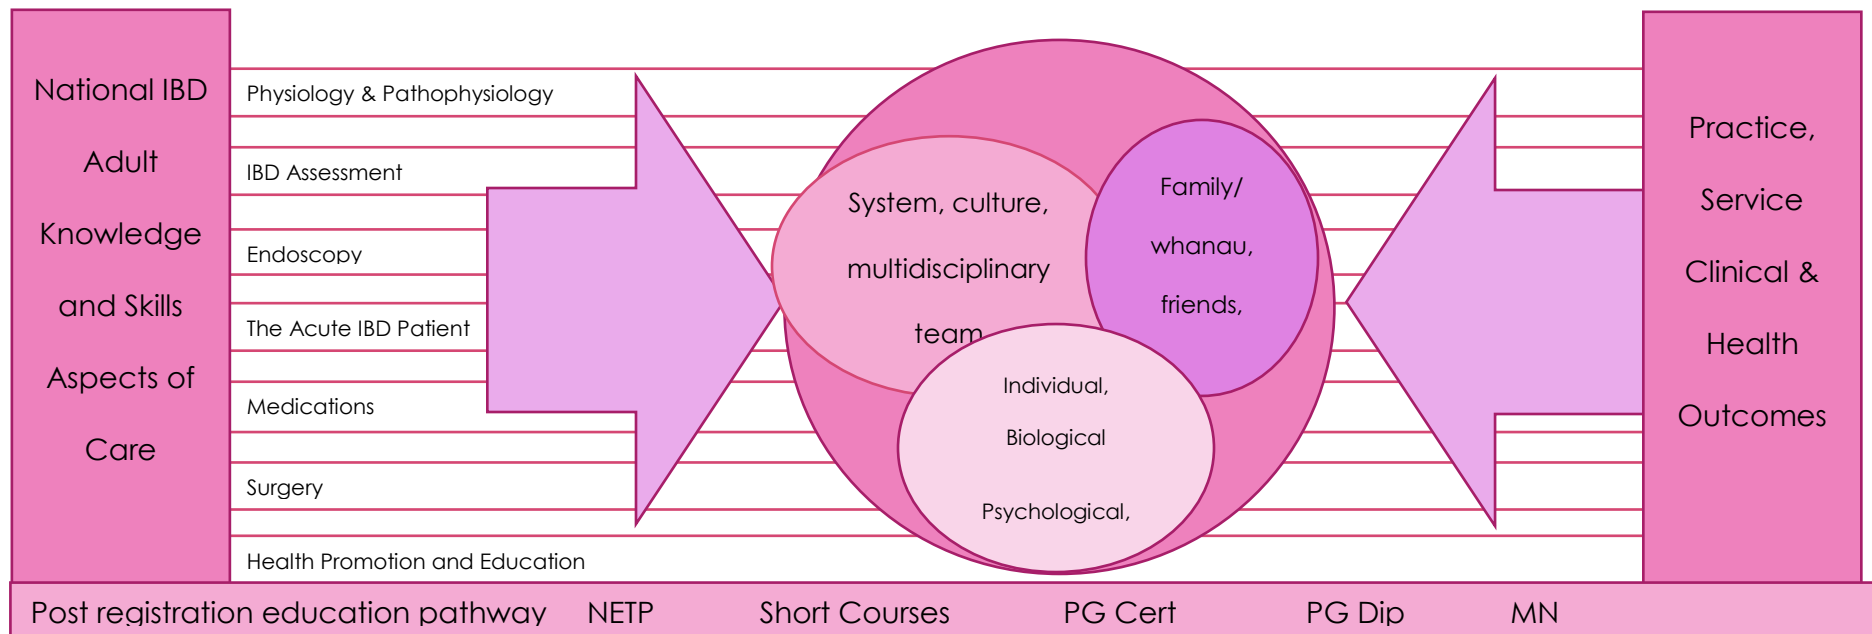 National IBD
Adult
Knowledge
and Skills
Aspects of
Care
Physiology & Pathophysiology
IBD Assessment
Endoscopy
The Acute IBD Patient
Medications
Surgery
Health Promotion and Education
System, culture,
multidisciplinary
team
Family/
whanau,
friends,
Individual,
Biological
Psychological,
Practice,
Service
Clinical &
Health
Outcomes
Post registration education pathway NETP Short Courses PG Cert PG Dip MN